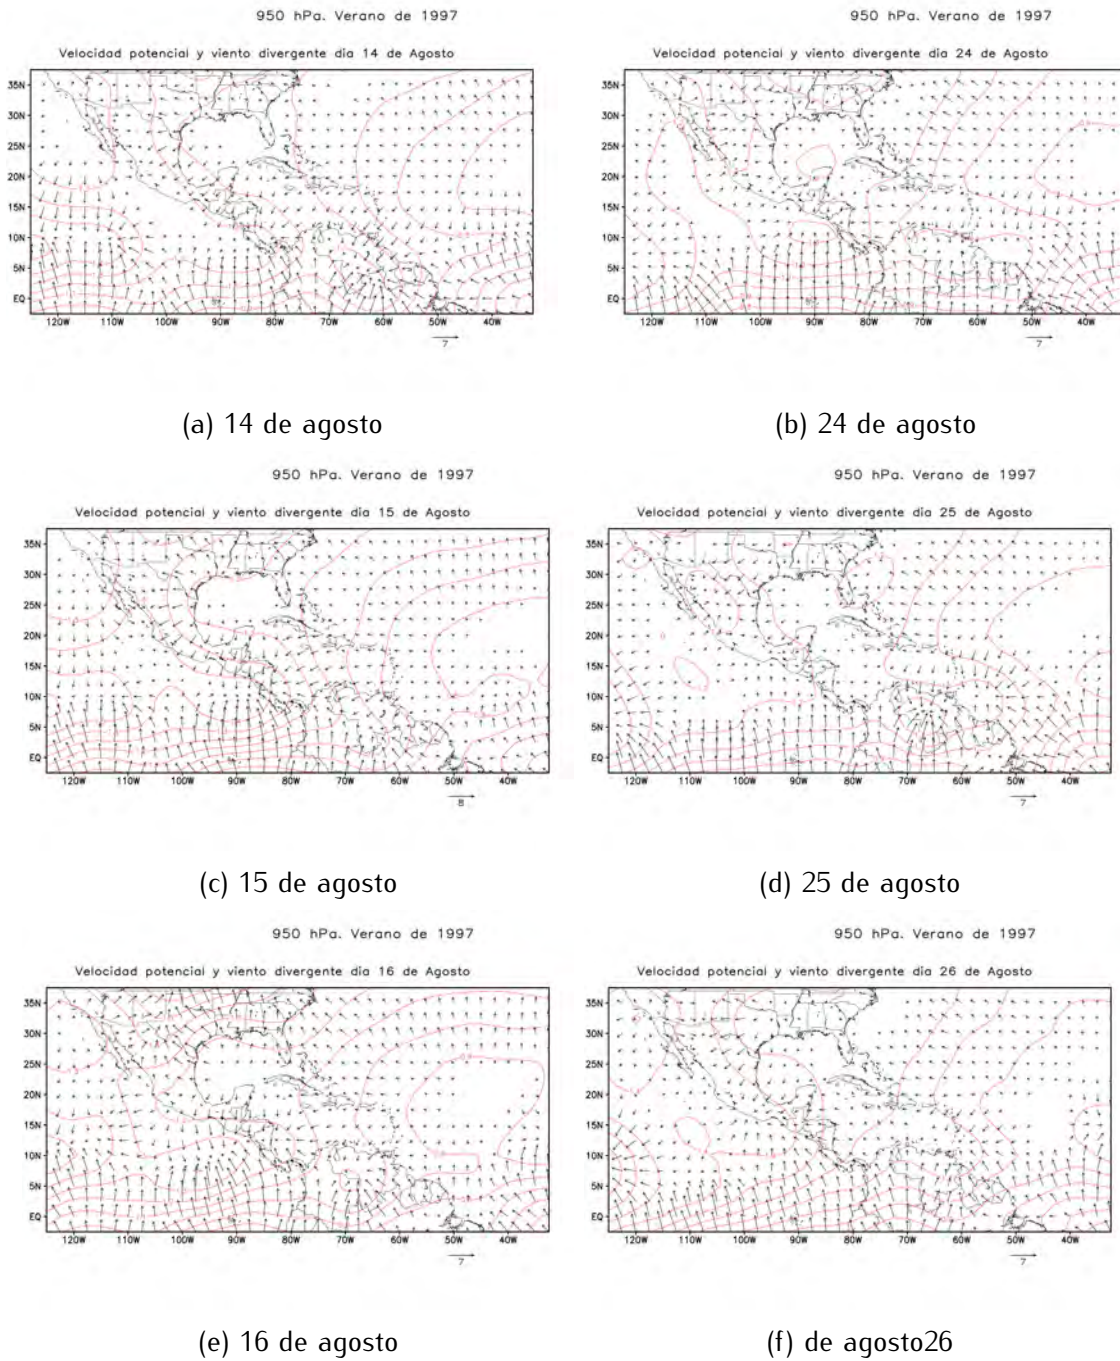 950 hPa. Verano de 1997
Velocidad potencial y viento divergente dia 14 de Agosto
35N
30N
25N
20N
15N
10N
5N
EQ
120W 110W 100W 90W 80W 70W 60W 50W 40W
7
(a) 14 de agosto
950 hPa. Verano de 1997
Velocidad potencial y viento divergente dia 24 de Agosto
35N
30N
25N
20N
15N
10N
5N
EQ
120W 110W 100W 90W 80W 70W 60W 50W 40W
7
(b) 24 de agosto
950 hPa. Verano de 1997
Velocidad potencial y viento divergente dia 15 de Agosto
35N
30N
25N
20N
15N
10N
5N
EQ
120W 110W 100W 90W 80W 70W 60W 50W 40W
8
(c) 15 de agosto
950 hPa. Verano de 1997
Velocidad potencial y viento divergente dia 25 de Agosto
35N
30N
25N
20N
15N
10N
5N
EQ
120W 110W 100W 90W 80W 70W 60W 50W 40W
7
(d) 25 de agosto
950 hPa. Verano de 1997
Velocidad potencial y viento divergente dia 16 de Agosto
35N
30N
25N
20N
15N
10N
5N
EQ
120W 110W 100W 90W 80W 70W 60W 50W 40W
7
(e) 16 de agosto
950 hPa. Verano de 1997
Velocidad potencial y viento divergente dia 26 de Agosto
35N
30N
25N
20N
15N
10N
5N
EQ
120W 110W 100W 90W 80W 70W 60W 50W 40W
7
(f) de agosto26